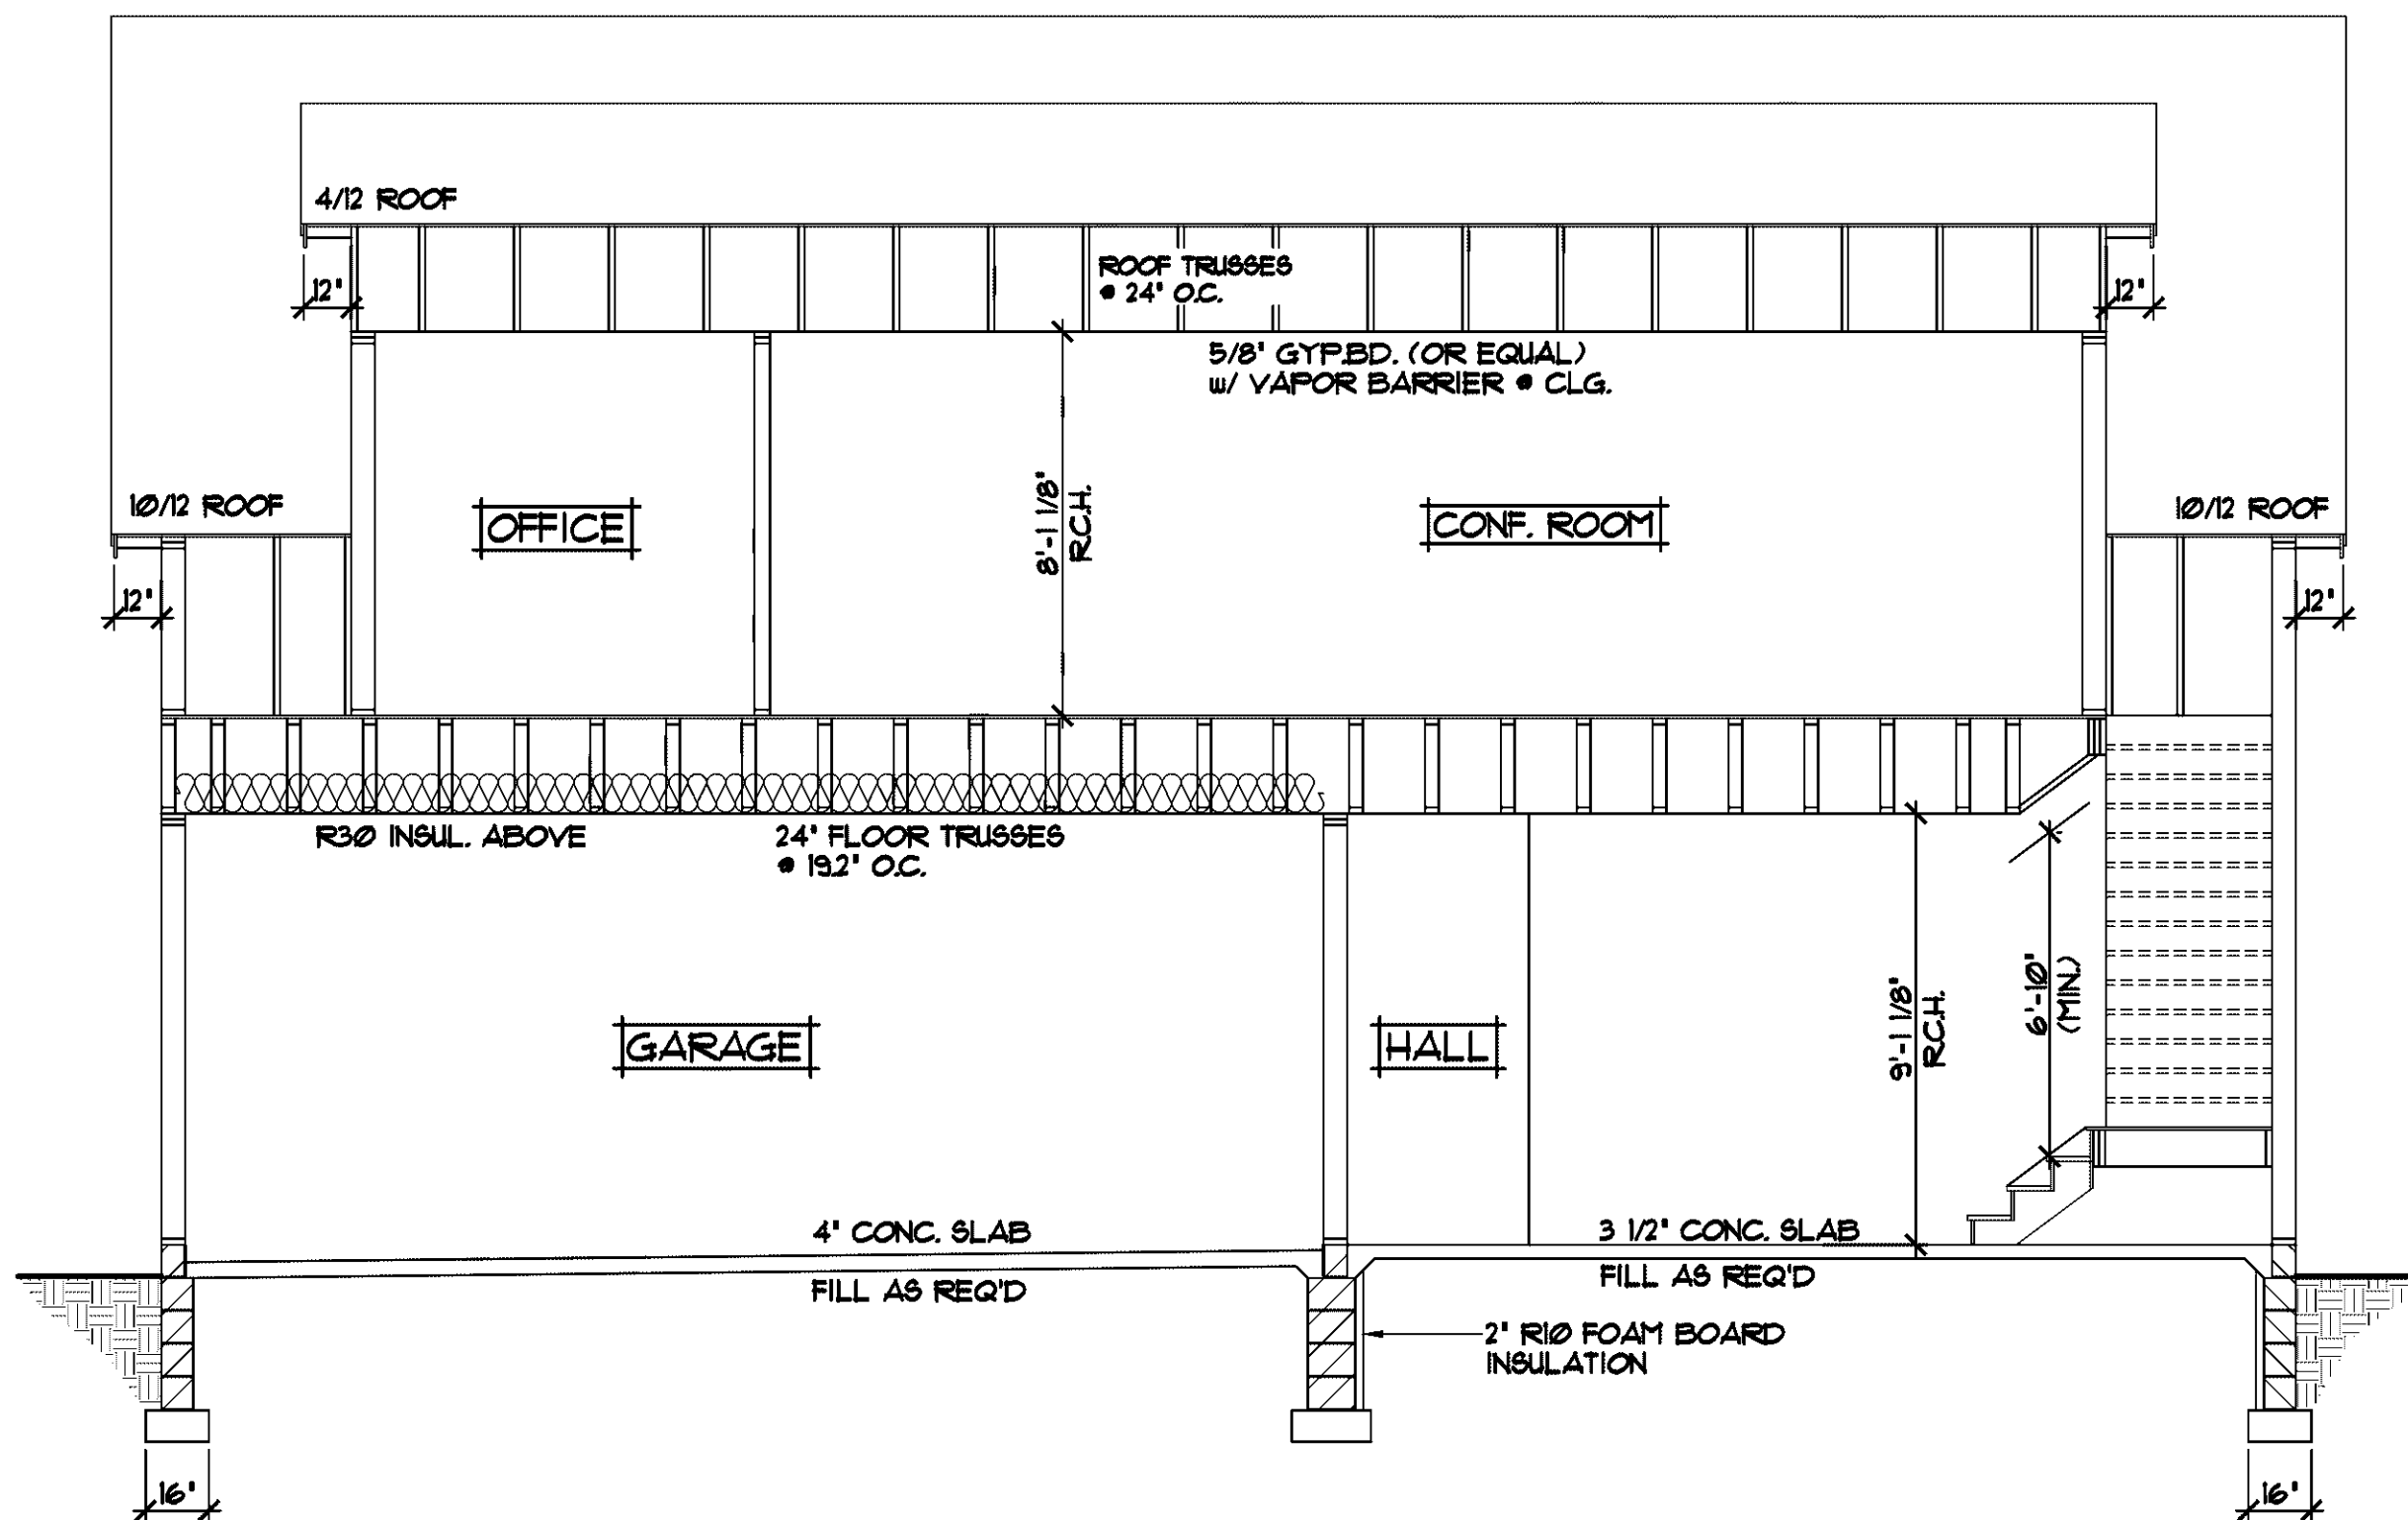 4/12 ROOF
ROOF TRUSSES
@ 24" O.C.
12"
12"
5/8" GYP.BD. (OR EQUAL)
w/ VAPOR BARRIER @ CLG.
10/12 ROOF
OFFICE
8'-1 1/8"
R.C.H.
CONF. ROOM
10/12 ROOF
12"
12"
R30 INSUL. ABOVE
24" FLOOR TRUSSES
@ 19.2" O.C.
GARAGE
HALL
9'-1 1/8"
R.C.H.
6'-10"
(MIN.)
4" CONC. SLAB
3 1/2" CONC. SLAB
FILL AS REQ'D
FILL AS REQ'D
2" R10 FOAM BOARD
INSULATION
16"
16"